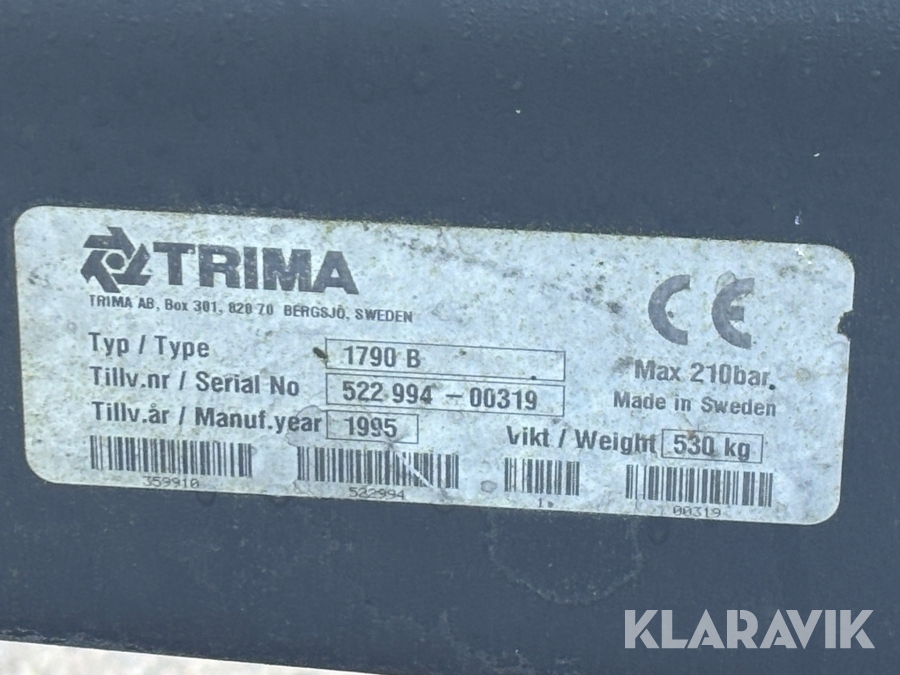 TRIMA
TRIMA AB, Box 301, 820 70 BERGSJÖ, SWEDEN
CE
Typ / Type 1790 B
Max 210bar.
Tillv.nr / Serial No 522 994 - 00319
Made in Sweden
Tillv.år / Manuf.year 1995
Vikt / Weight 530 kg
359910 522994 1. 00319
KLARAVIK